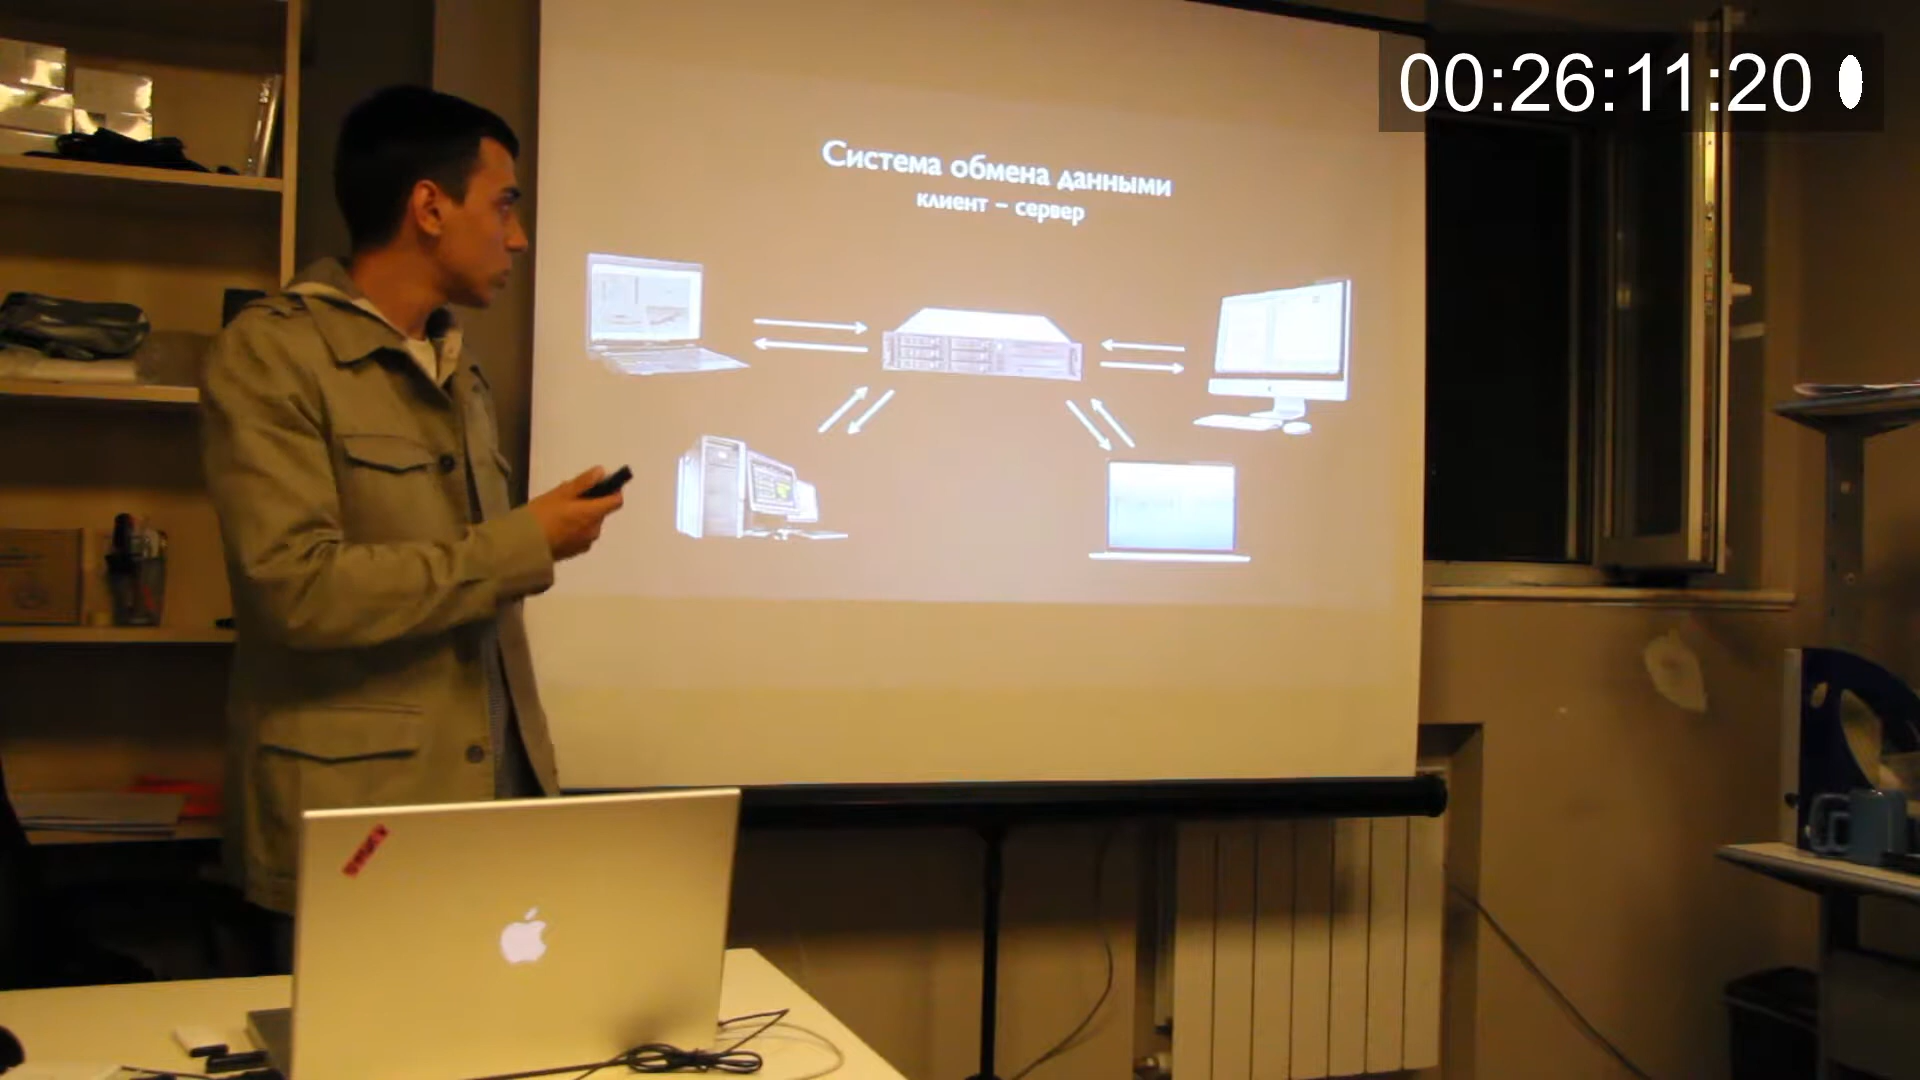 00:26:11:20
Система обмена данными
клиент – сервер